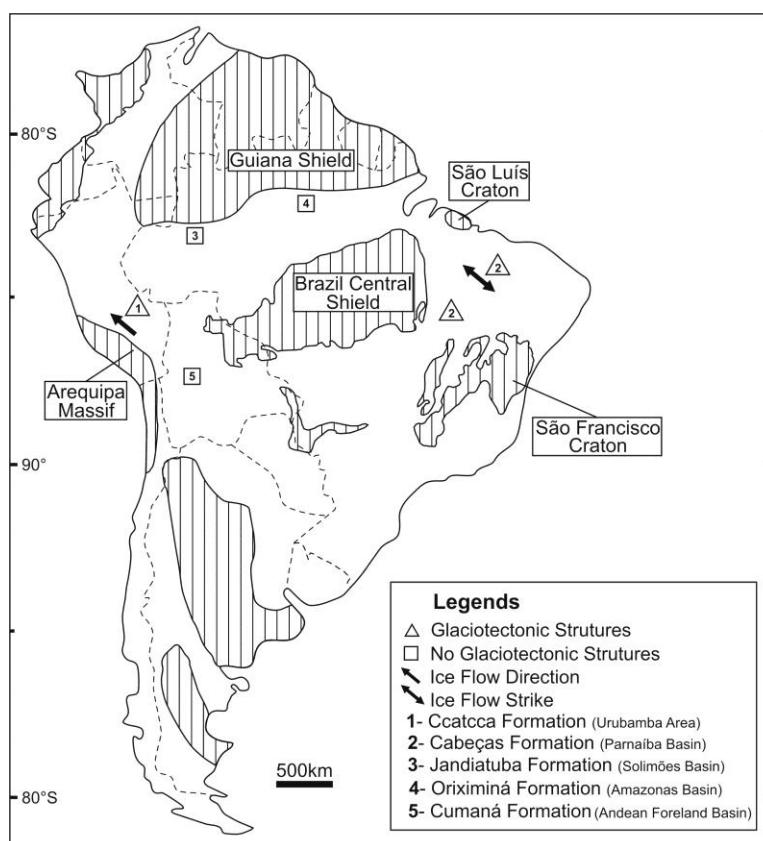 80°S
Guiana Shield
São Luís
Craton
4
3
2
Brazil Central
Shield
1
2
5
Arequipa
Massif
São Francisco
Craton
90°
Legends
Glaciotectonic Strutures
No Glaciotectonic Strutures
Ice Flow Direction
Ice Flow Strike
1- Ccatcca Formation (Urubamba Area)
2- Cabeças Formation (Parnaíba Basin)
3- Jandiatuba Formation (Solimões Basin)
4- Oriximiná Formation (Amazonas Basin)
5- Cumaná Formation (Andean Foreland Basin)
500km
80°S